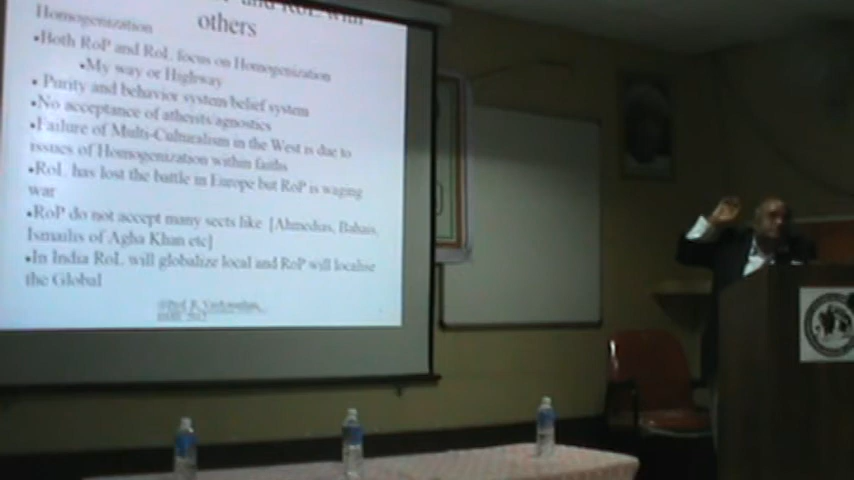 and RoL with
others
Homogenization
•Both RoP and RoL focus on Homogenization
•My way or Highway
• Purity and behavior system belief system
•No acceptance of atheists/agnostics
•Failure of Multi-Culturalism in the West is due to
issues of Homogenization within faiths
•RoL has lost the battle in Europe but RoP is waging
war
•RoP do not accept many sects like [Ahmedias, Bahais,
Ismailis of Agha Khan etc]
•In India RoL will globalize local and RoP will localise
the Global
@Prof. R.